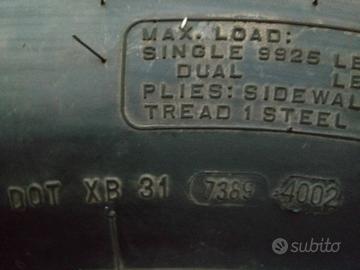 MAX. LOAD:
SINGLE 9925 LB
DUAL LB
PLIES: SIDEWAL
TREAD 1 STEEL
DOT XB 31 7389 4002
subito